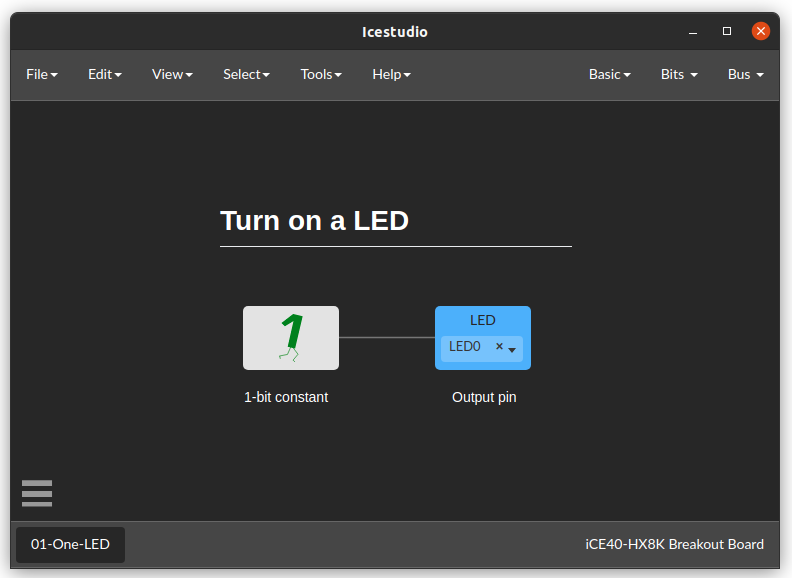 Icestudio
File Edit View Select Tools Help Basic Bits Bus
Turn on a LED
1
LED
LED0 ×
1-bit constant Output pin
01-One-LED iCE40-HX8K Breakout Board